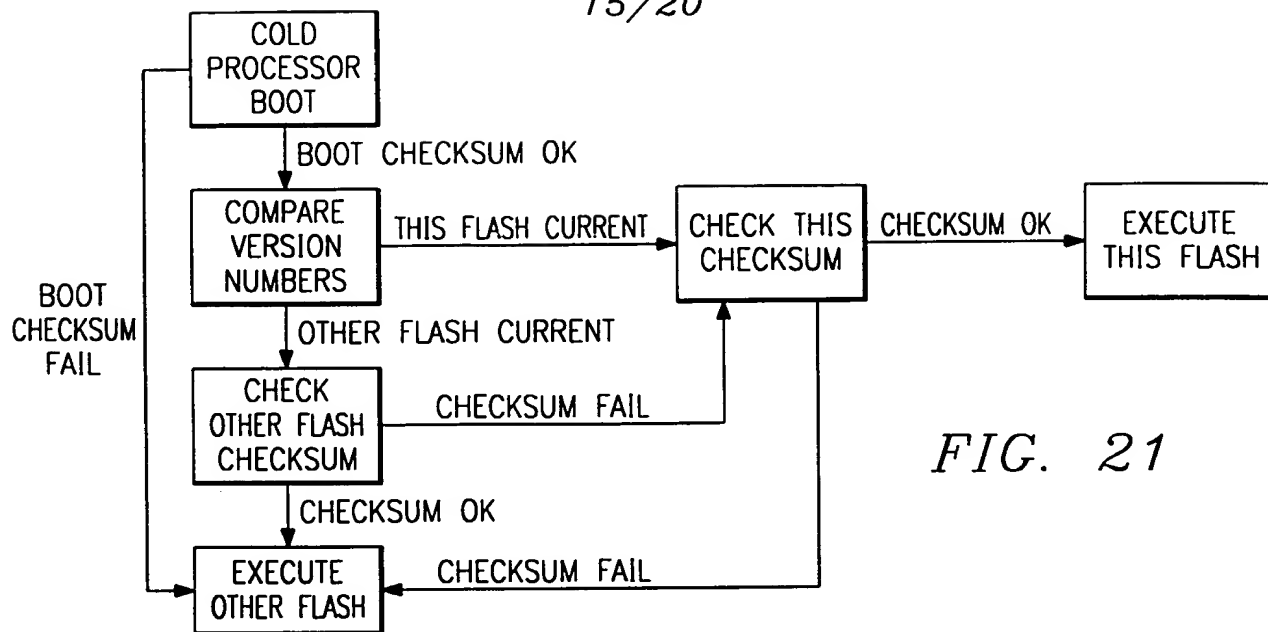 15/20
COLD
PROCESSOR
BOOT
BOOT CHECKSUM OK
COMPARE
VERSION
NUMBERS
THIS FLASH CURRENT
CHECK THIS
CHECKSUM
CHECKSUM OK
EXECUTE
THIS FLASH
BOOT
CHECKSUM
FAIL
OTHER FLASH CURRENT
CHECK
OTHER FLASH
CHECKSUM
CHECKSUM FAIL
FIG. 21
CHECKSUM OK
EXECUTE
OTHER FLASH
CHECKSUM FAIL